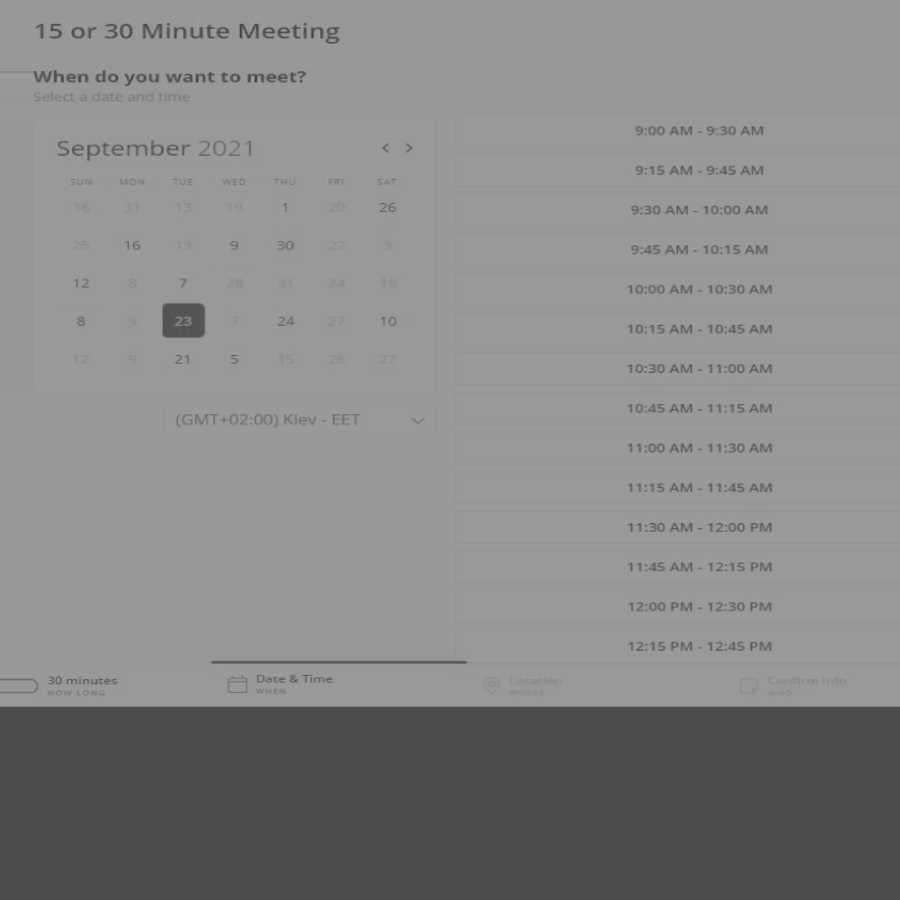 15 or 30 Minute Meeting
When do you want to meet?
Select a date and time
September 2021 < >
SUN MON TUE WED THU FRI SAT
16 31 13 19 1 20 26
25 16 13 9 30 22 3
12 8 7 28 31 24 15
8 9 23 7 24 27 10
12 9 21 5 15 26 27
(GMT+02:00) Kiev - EET
9:00 AM - 9:30 AM
9:15 AM - 9:45 AM
9:30 AM - 10:00 AM
9:45 AM - 10:15 AM
10:00 AM - 10:30 AM
10:15 AM - 10:45 AM
10:30 AM - 11:00 AM
10:45 AM - 11:15 AM
11:00 AM - 11:30 AM
11:15 AM - 11:45 AM
11:30 AM - 12:00 PM
11:45 AM - 12:15 PM
12:00 PM - 12:30 PM
12:15 PM - 12:45 PM
30 minutes
HOW LONG
Date & Time
WHEN
Location
WHERE
Confirm Info
WHO